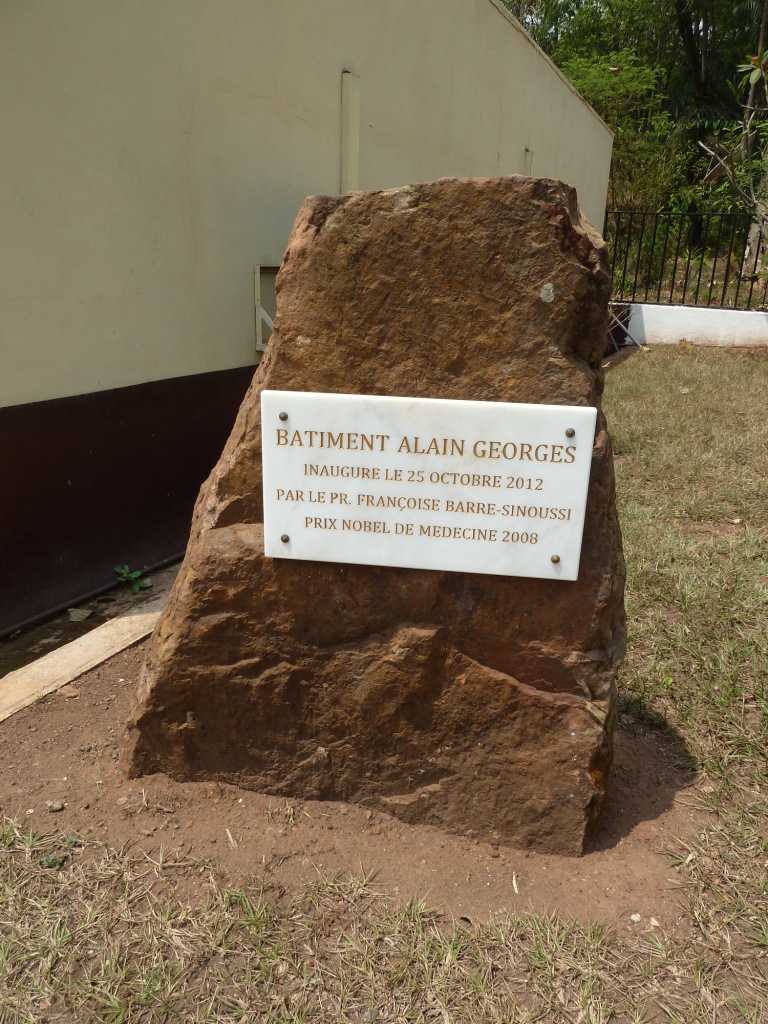 BATIMENT ALAIN GEORGES
INAUGURE LE 25 OCTOBRE 2012
PAR LE PR. FRANÇOISE BARRE-SINOUSSI
PRIX NOBEL DE MEDECINE 2008